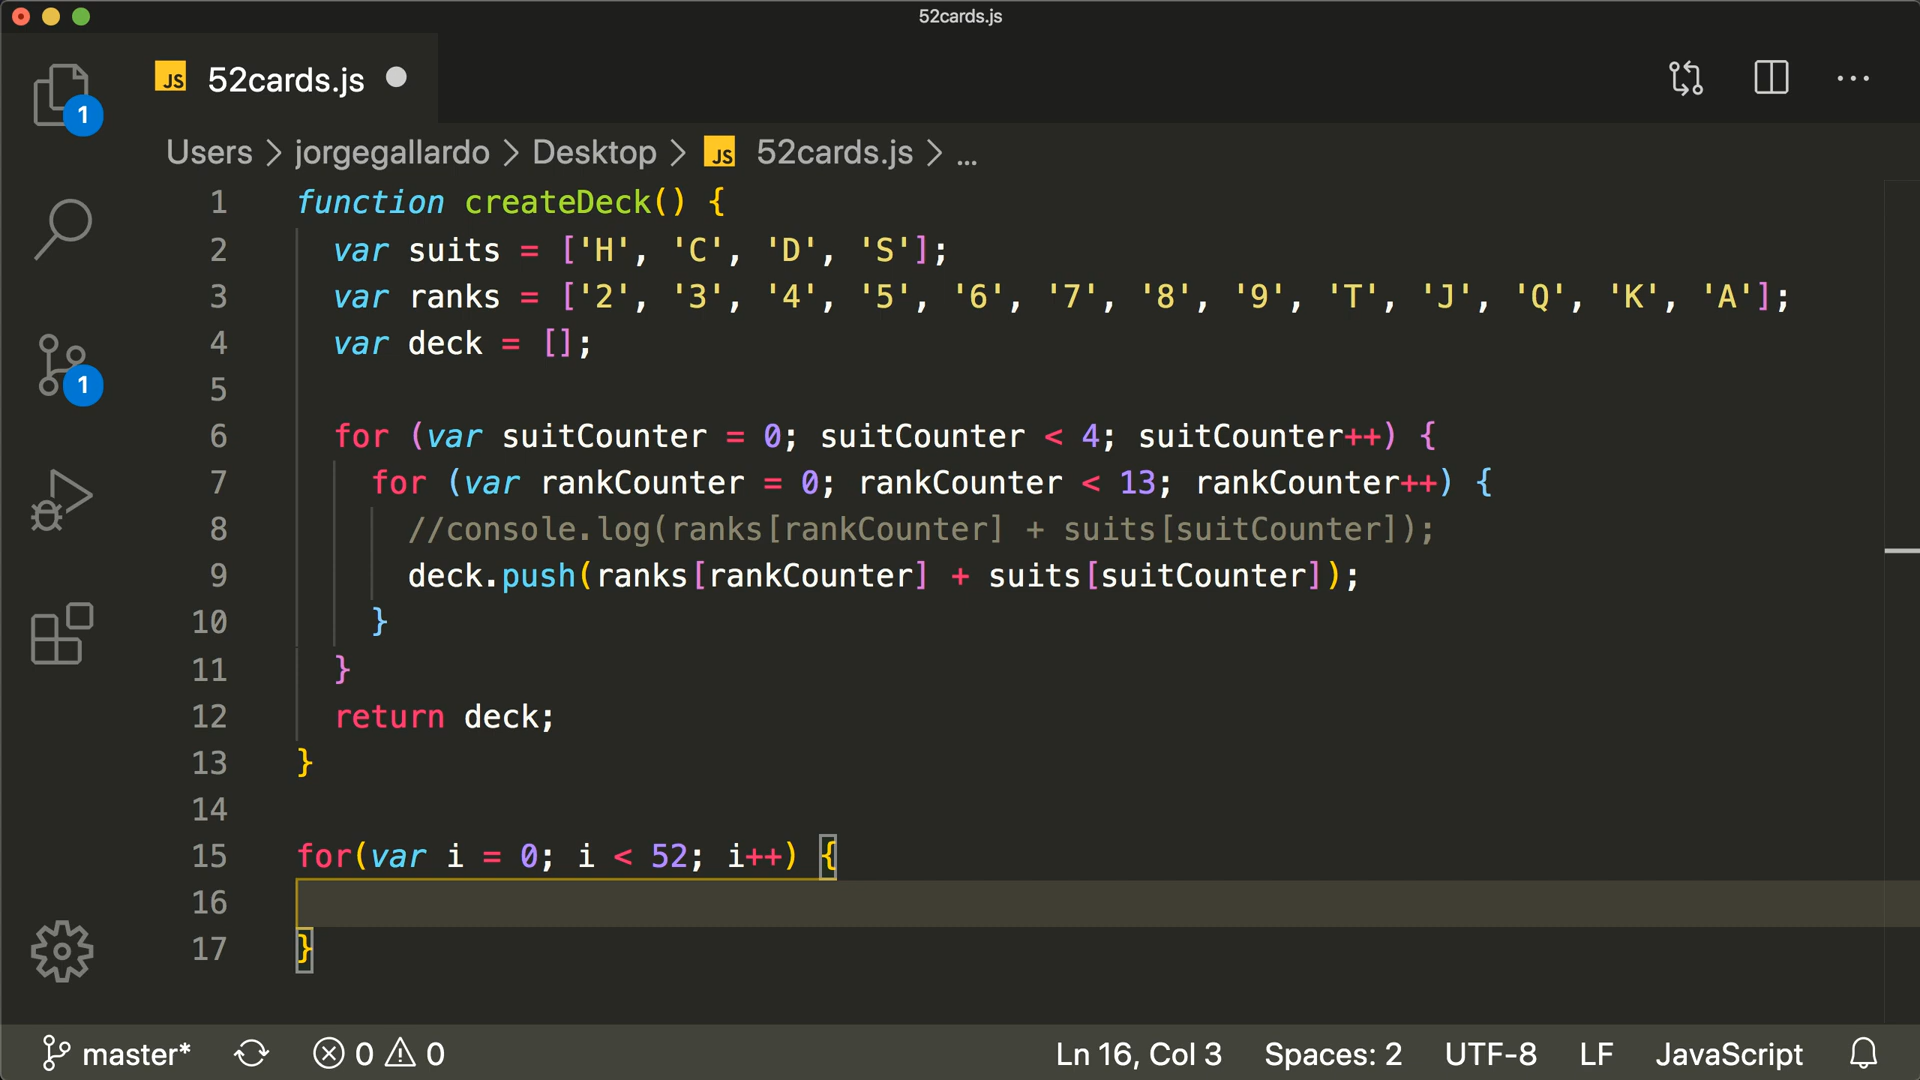 52cards.js
JS 52cards.js
1
Users > jorgegallardo > Desktop > JS 52cards.js > ...
1 function createDeck() {
2   var suits = ['H', 'C', 'D', 'S'];
3   var ranks = ['2', '3', '4', '5', '6', '7', '8', '9', 'T', 'J', 'Q', 'K', 'A'];
4   var deck = [];
5
6   for (var suitCounter = 0; suitCounter < 4; suitCounter++) {
1
7     for (var rankCounter = 0; rankCounter < 13; rankCounter++) {
8       //console.log(ranks[rankCounter] + suits[suitCounter]);
9       deck.push(ranks[rankCounter] + suits[suitCounter]);
10     }
11   }
12   return deck;
13 }
14
15 for(var i = 0; i < 52; i++) {
16
17 }
master* 0 0 Ln 16, Col 3 Spaces: 2 UTF-8 LF JavaScript